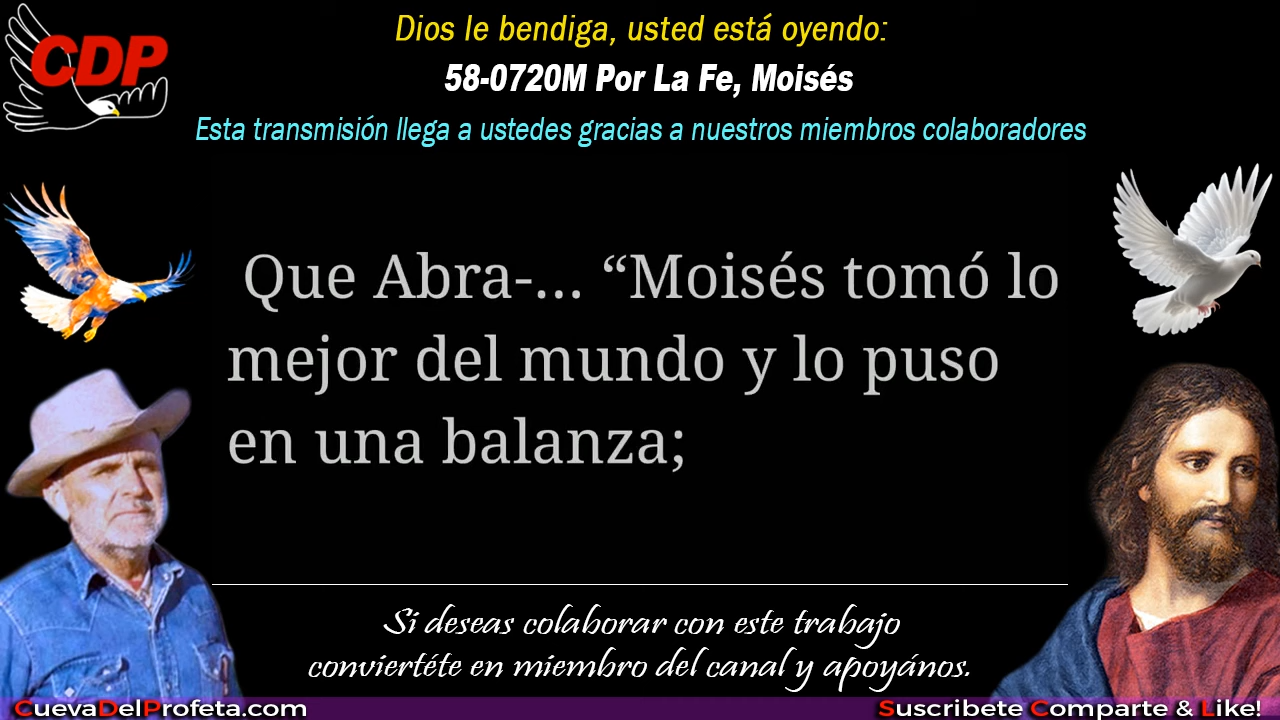 CDP
Dios le bendiga, usted está oyendo:
58-0720M Por La Fe, Moisés
Esta transmisión llega a ustedes gracias a nuestros miembros colaboradores
Que Abra-... “Moisés tomó lo
mejor del mundo y lo puso
en una balanza;
Si deseas colaborar con este trabajo
conviertéte en miembro del canal y apoyános.
CuevaDelProfeta.com
Suscribete Comparte & Like!